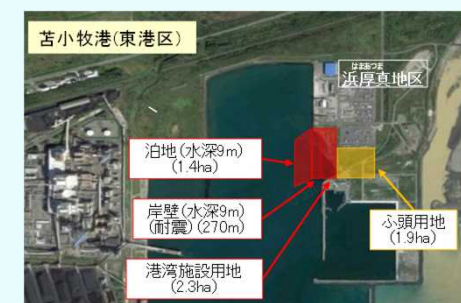 苫小牧港(東港区)
はまあつま
浜厚真地区
泊地(水深9m)
(1.4ha)
岸壁(水深9m)
(耐震)(270m)
ふ頭用地
(1.9ha)
港湾施設用地
(2.3ha)